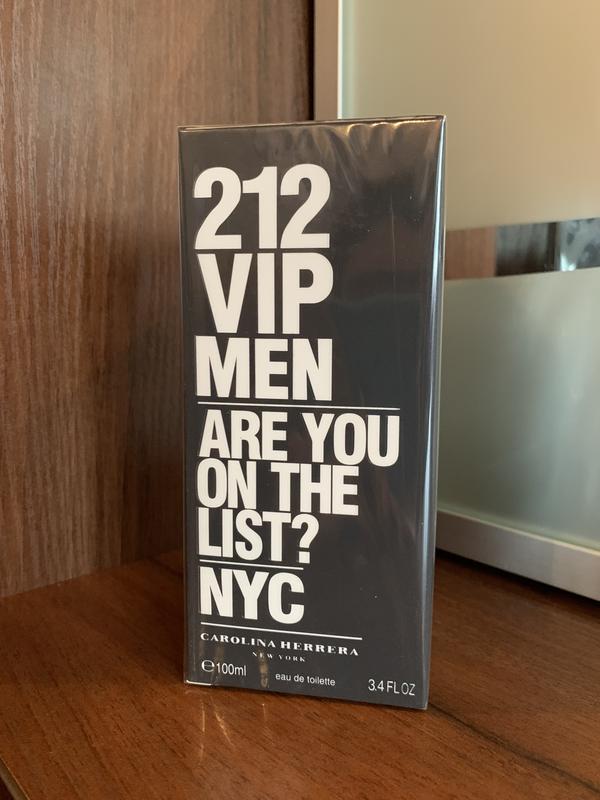 212
VIP
MEN
ARE YOU
ON THE
LIST?
NYC
CAROLINA HERRERA
NEW YORK
℮100ml eau de toilette 3.4 FL OZ